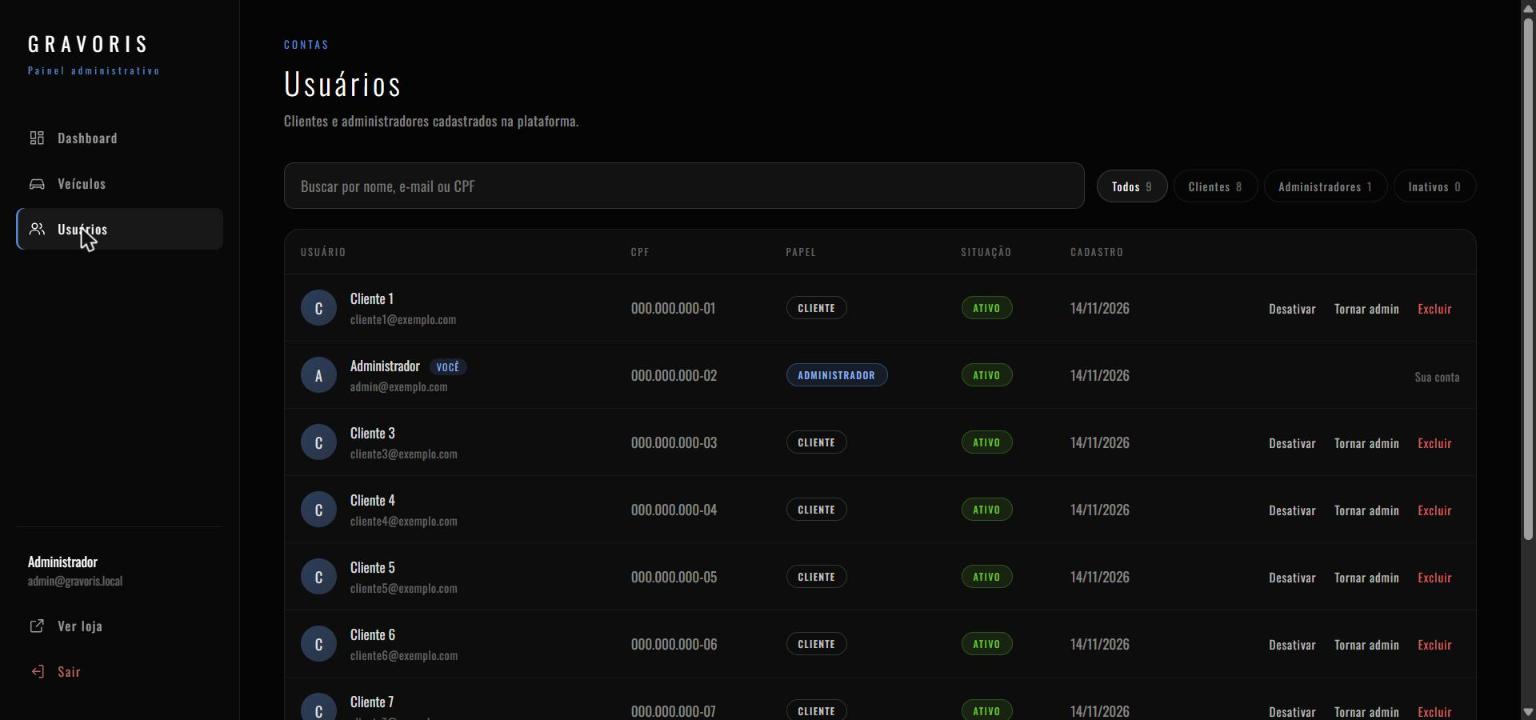 GRAVORIS
Painel administrativo
Dashboard
Veículos
Usuários
Administrador
admin@gravoris.local
Ver loja
Sair
CONTAS
Usuários
Clientes e administradores cadastrados na plataforma.
Buscar por nome, e-mail ou CPF
Todos 9 Clientes 8 Administradores 1 Inativos 0
USUÁRIO CPF PAPEL SITUAÇÃO CADASTRO
C Cliente 1 000.000.000-01 CLIENTE ATIVO 14/11/2026 Desativar Tornar admin Excluir
cliente1@exemplo.com
A Administrador VOCÊ 000.000.000-02 ADMINISTRADOR ATIVO 14/11/2026 Sua conta
admin@exemplo.com
C Cliente 3 000.000.000-03 CLIENTE ATIVO 14/11/2026 Desativar Tornar admin Excluir
cliente3@exemplo.com
C Cliente 4 000.000.000-04 CLIENTE ATIVO 14/11/2026 Desativar Tornar admin Excluir
cliente4@exemplo.com
C Cliente 5 000.000.000-05 CLIENTE ATIVO 14/11/2026 Desativar Tornar admin Excluir
cliente5@exemplo.com
C Cliente 6 000.000.000-06 CLIENTE ATIVO 14/11/2026 Desativar Tornar admin Excluir
cliente6@exemplo.com
C Cliente 7 000.000.000-07 CLIENTE ATIVO 14/11/2026 Desativar Tornar admin Excluir